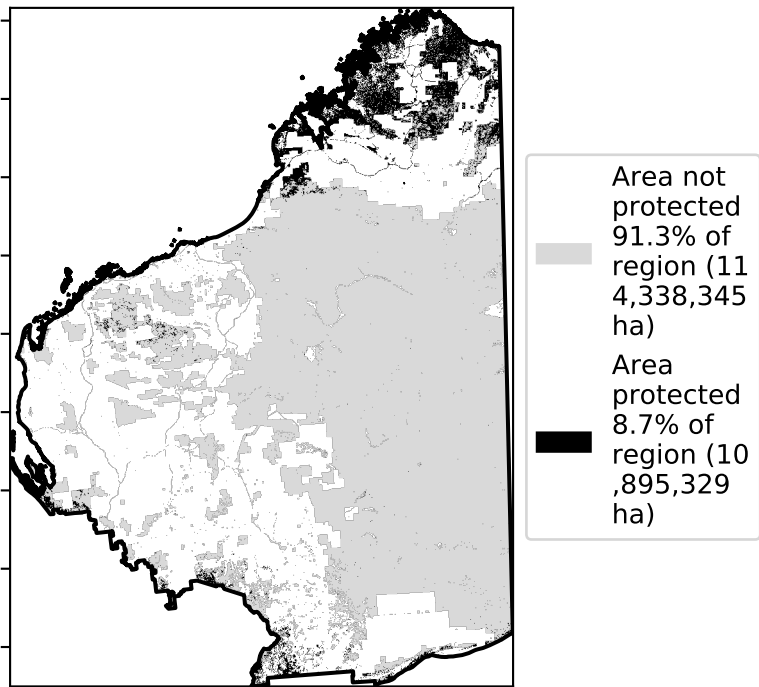 Area not
protected
91.3% of
region (11
4,338,345
ha)
Area
protected
8.7% of
region (10
,895,329
ha)